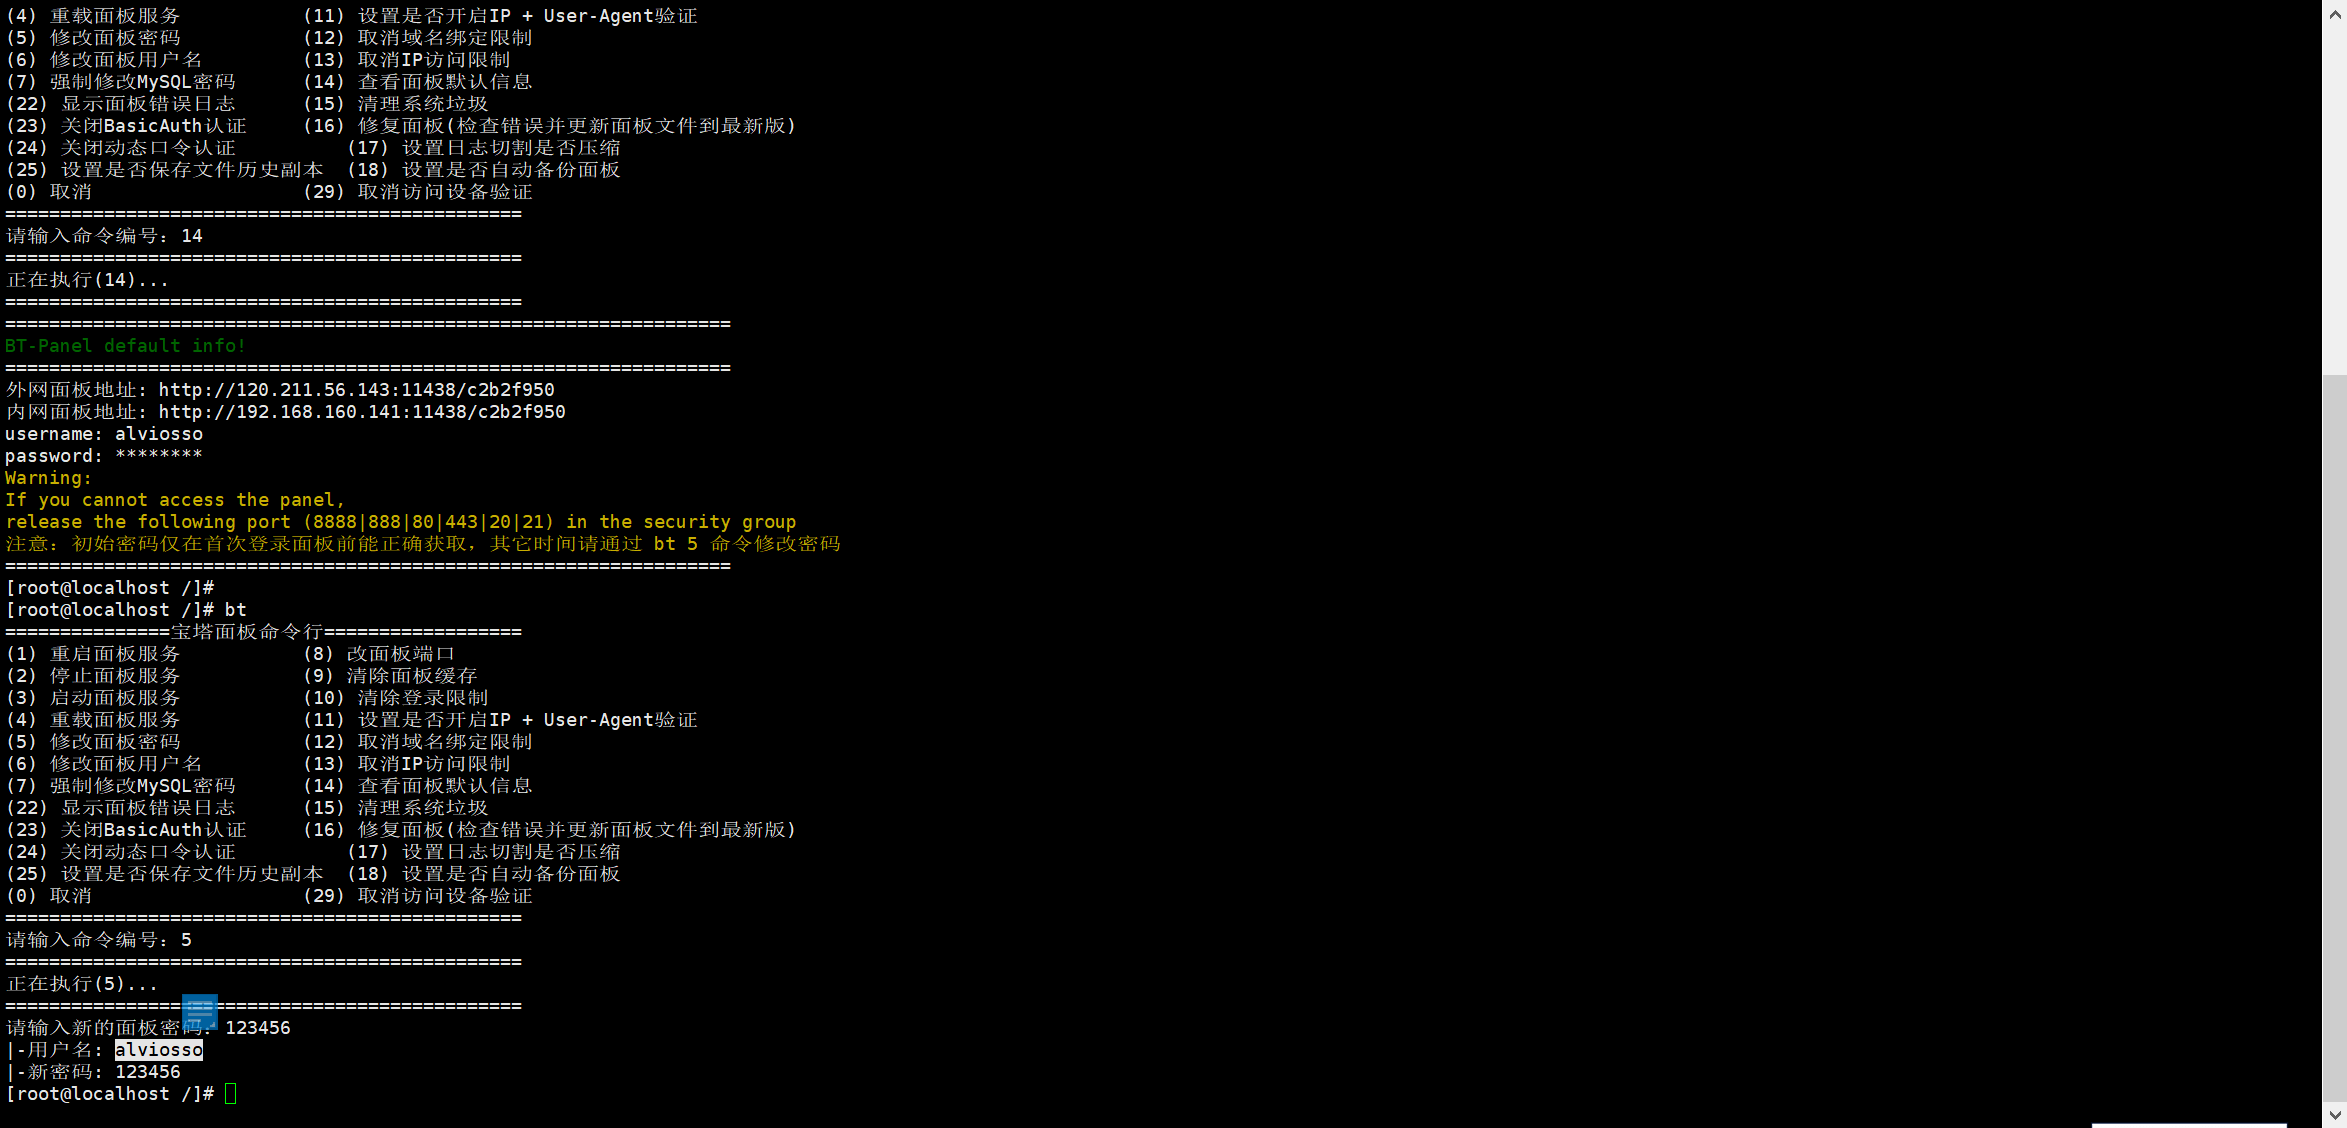 (4) 重载面板服务           (11) 设置是否开启IP + User-Agent验证
(5) 修改面板密码           (12) 取消域名绑定限制
(6) 修改面板用户名         (13) 取消IP访问限制
(7) 强制修改MySQL密码      (14) 查看面板默认信息
(22) 显示面板错误日志      (15) 清理系统垃圾
(23) 关闭BasicAuth认证     (16) 修复面板(检查错误并更新面板文件到最新版)
(24) 关闭动态口令认证          (17) 设置日志切割是否压缩
(25) 设置是否保存文件历史副本  (18) 设置是否自动备份面板
(0) 取消                   (29) 取消访问设备验证
===============================================
请输入命令编号：14
===============================================
正在执行(14)...
===============================================
==================================================================
BT-Panel default info!
==================================================================
外网面板地址: http://120.211.56.143:11438/c2b2f950
内网面板地址: http://192.168.160.141:11438/c2b2f950
username: alviosso
password: ********
Warning:
If you cannot access the panel,
release the following port (8888|888|80|443|20|21) in the security group
注意：初始密码仅在首次登录面板前能正确获取，其它时间请通过 bt 5 命令修改密码
==================================================================
[root@localhost /]#
[root@localhost /]# bt
===============宝塔面板命令行==================
(1) 重启面板服务           (8) 改面板端口
(2) 停止面板服务           (9) 清除面板缓存
(3) 启动面板服务           (10) 清除登录限制
(4) 重载面板服务           (11) 设置是否开启IP + User-Agent验证
(5) 修改面板密码           (12) 取消域名绑定限制
(6) 修改面板用户名         (13) 取消IP访问限制
(7) 强制修改MySQL密码      (14) 查看面板默认信息
(22) 显示面板错误日志      (15) 清理系统垃圾
(23) 关闭BasicAuth认证     (16) 修复面板(检查错误并更新面板文件到最新版)
(24) 关闭动态口令认证          (17) 设置日志切割是否压缩
(25) 设置是否保存文件历史副本  (18) 设置是否自动备份面板
(0) 取消                   (29) 取消访问设备验证
===============================================
请输入命令编号：5
===============================================
正在执行(5)...
===============================================
请输入新的面板密码：123456
|-用户名: alviosso
|-新密码: 123456
[root@localhost /]#